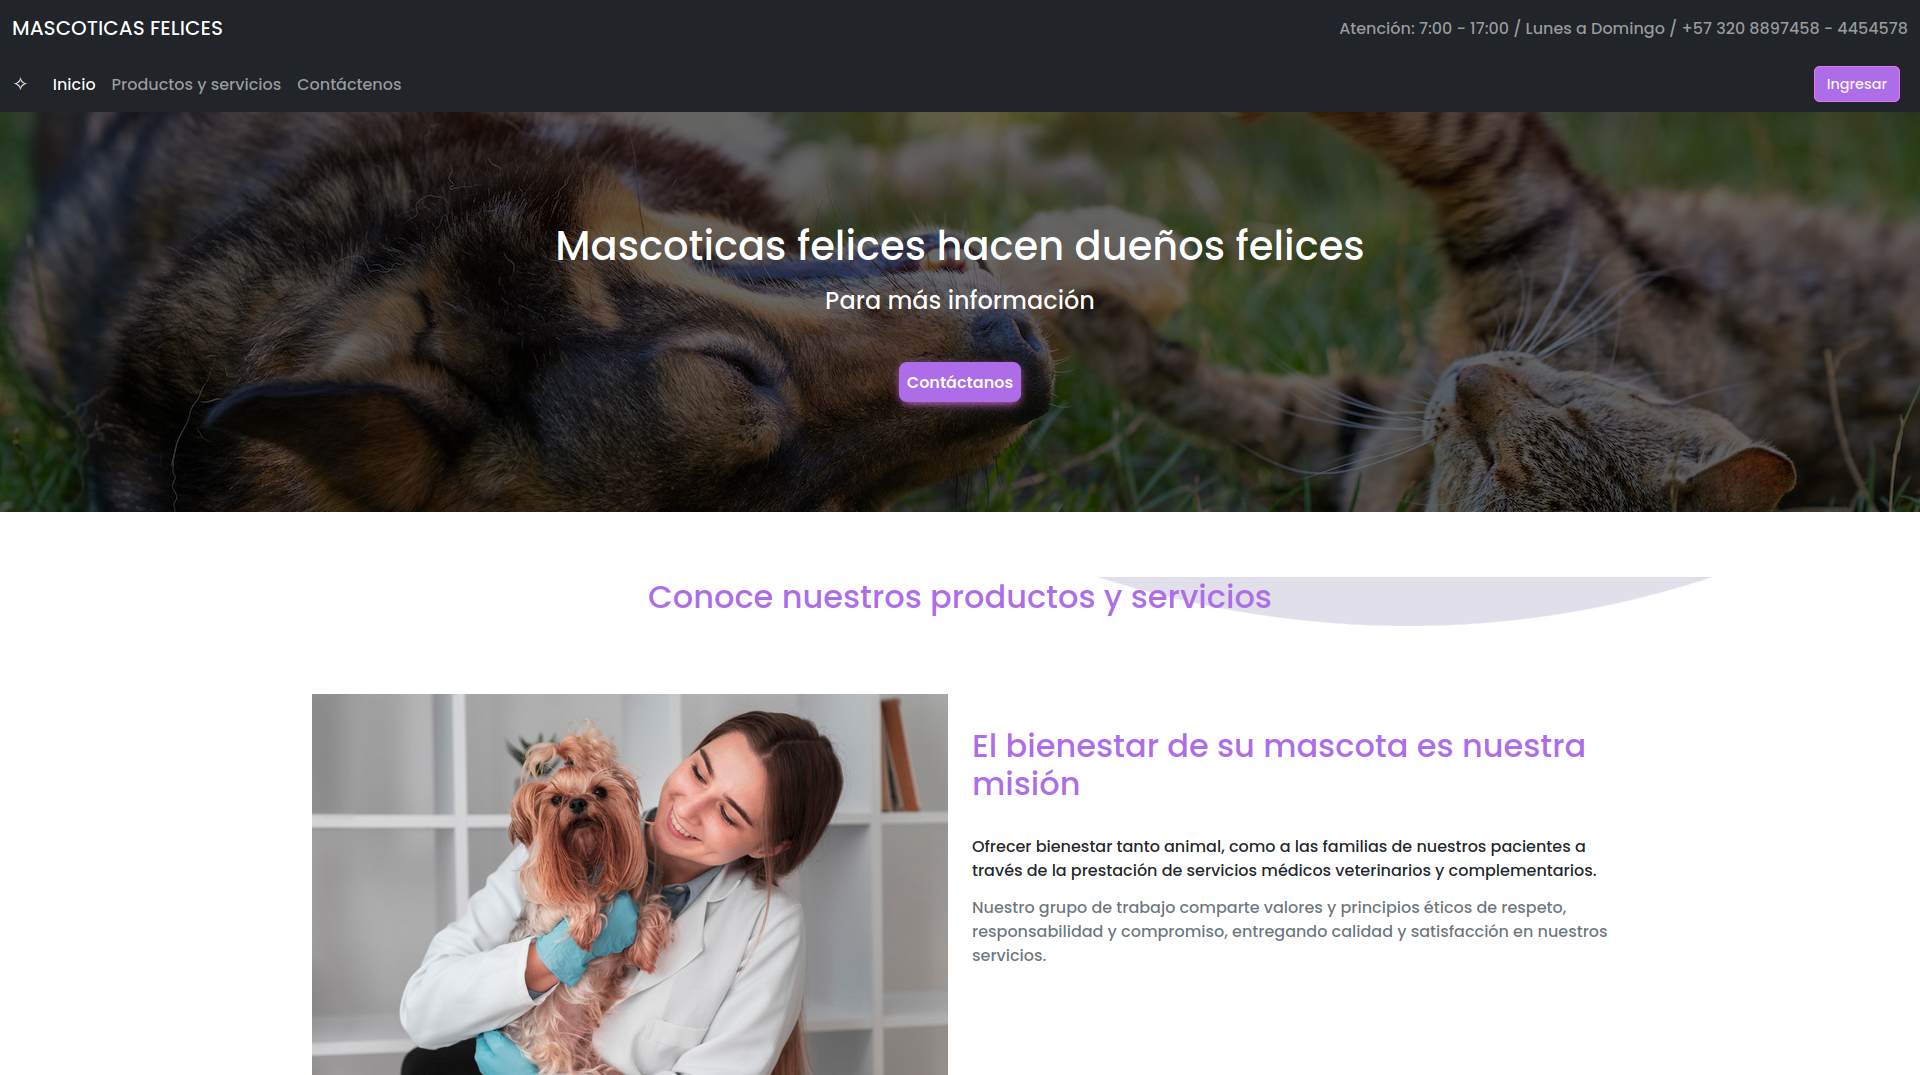 MASCOTICAS FELICES
Atención: 7:00 - 17:00 / Lunes a Domingo / +57 320 8897458 - 4454578
Inicio
Productos y servicios
Contáctenos
Ingresar
Mascoticas felices hacen dueños felices
Para más información
Contáctanos
Conoce nuestros productos y servicios
El bienestar de su mascota es nuestra
misión
Ofrecer bienestar tanto animal, como a las familias de nuestros pacientes a
través de la prestación de servicios médicos veterinarios y complementarios.
Nuestro grupo de trabajo comparte valores y principios éticos de respeto,
responsabilidad y compromiso, entregando calidad y satisfacción en nuestros
servicios.